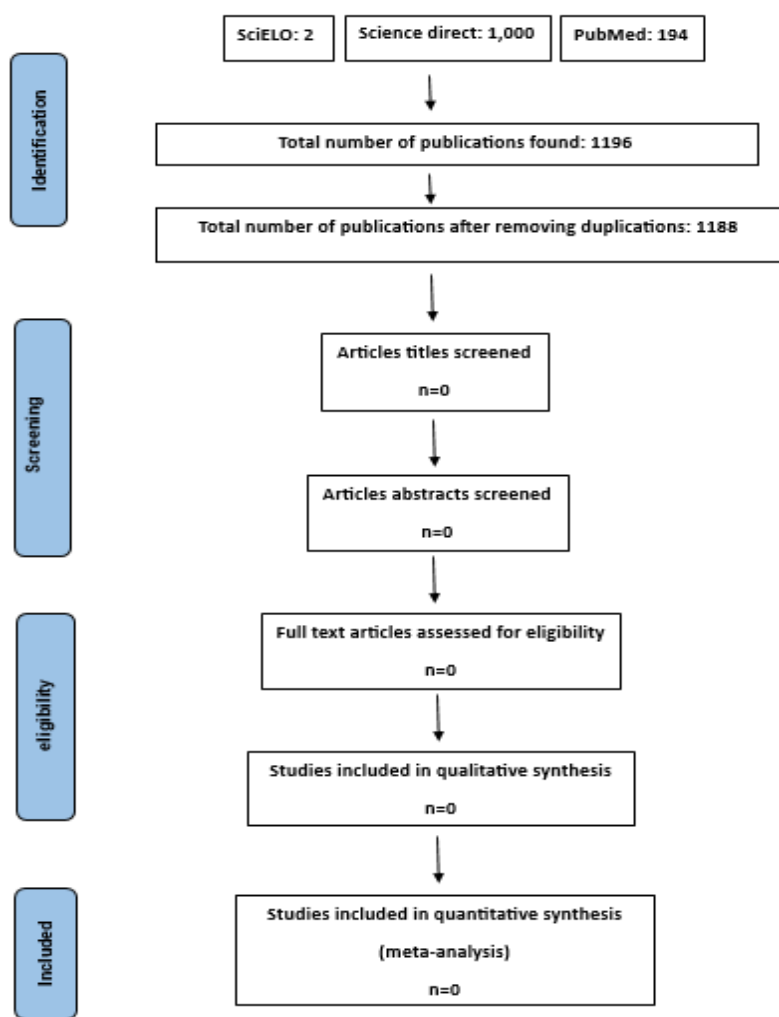 SciELO: 2
Science direct: 1,000
PubMed: 194
Identification
Total number of publications found: 1196
Total number of publications after removing duplications: 1188
Screening
Articles titles screened
n=0
Articles abstracts screened
n=0
eligibility
Full text articles assessed for eligibility
n=0
Studies included in qualitative synthesis
n=0
Included
Studies included in quantitative synthesis
(meta-analysis)
n=0